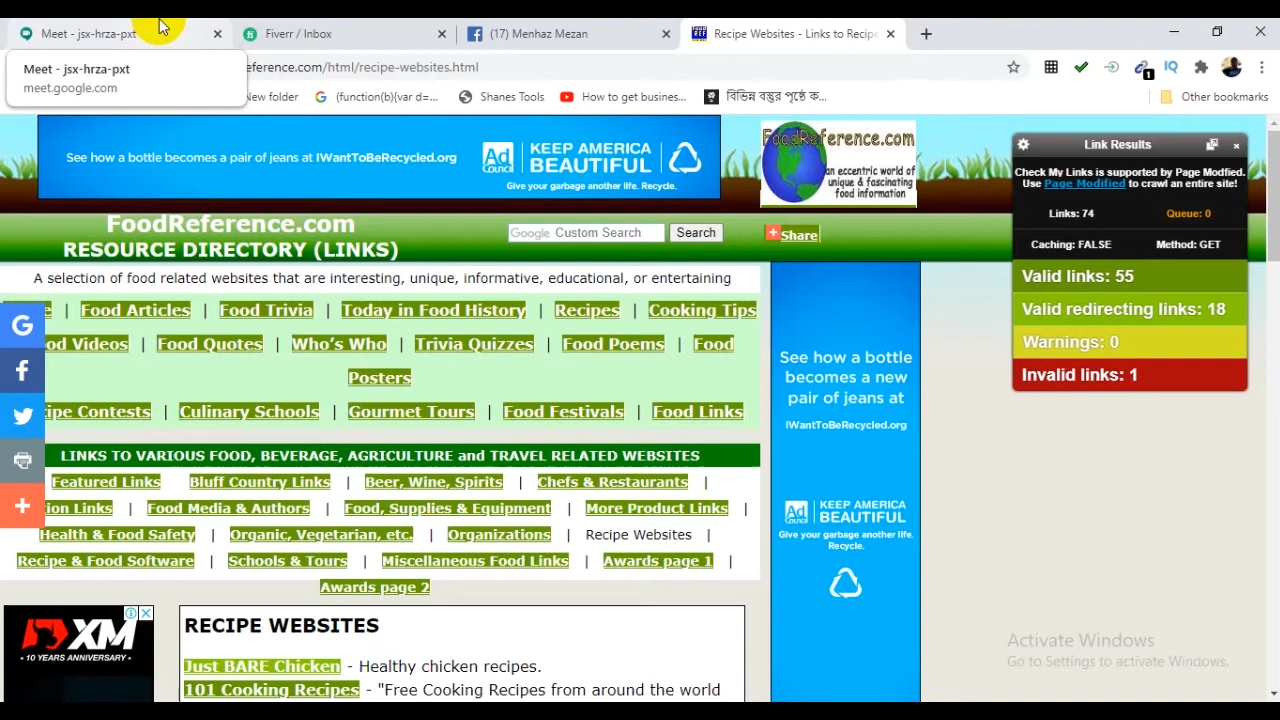 Meet - jsx-hrza-pxt
Fiverr / Inbox
(17) Menhaz Mezan
Recipe Websites - Links to Recipe
Meet - jsx-hrza-pxt
meet.google.com
ference.com/html/recipe-websites.html
New folder
(function(){var d=...
Shanes Tools
How to get busines...
বিভিন্ন বস্তুর পৃষ্ঠে ক...
Other bookmarks
See how a bottle becomes a pair of jeans at IWantToBeRecycled.org
Ad Council
KEEP AMERICA BEAUTIFUL
Give your garbage another life. Recycle.
FoodReference.com
an eccentric world of
unique & fascinating
food information
FoodReference.com
RESOURCE DIRECTORY (LINKS)
Google Custom Search
Search
Share
A selection of food related websites that are interesting, unique, informative, educational, or entertaining
e | Food Articles | Food Trivia | Today in Food History | Recipes | Cooking Tips
od Videos | Food Quotes | Who's Who | Trivia Quizzes | Food Poems | Food
Posters
ipe Contests | Culinary Schools | Gourmet Tours | Food Festivals | Food Links
LINKS TO VARIOUS FOOD, BEVERAGE, AGRICULTURE and TRAVEL RELATED WEBSITES
Featured Links | Bluff Country Links | Beer, Wine, Spirits | Chefs & Restaurants |
ion Links | Food Media & Authors | Food, Supplies & Equipment | More Product Links |
Health & Food Safety | Organic, Vegetarian, etc. | Organizations | Recipe Websites |
Recipe & Food Software | Schools & Tours | Miscellaneous Food Links | Awards page 1 |
Awards page 2
XM
10 YEARS ANNIVERSARY
RECIPE WEBSITES
Just BARE Chicken - Healthy chicken recipes.
101 Cooking Recipes - "Free Cooking Recipes from around the world
See how a bottle
becomes a new
pair of jeans at
IWantToBeRecycled.org
Ad Council
KEEP AMERICA
BEAUTIFUL
Give your garbage another life.
Recycle.
Link Results
Check My Links is supported by Page Modfied.
Use Page Modified to crawl an entire site!
Links: 74
Queue: 0
Caching: FALSE
Method: GET
Valid links: 55
Valid redirecting links: 18
Warnings: 0
Invalid links: 1
Activate Windows
Go to Settings to activate Windows.